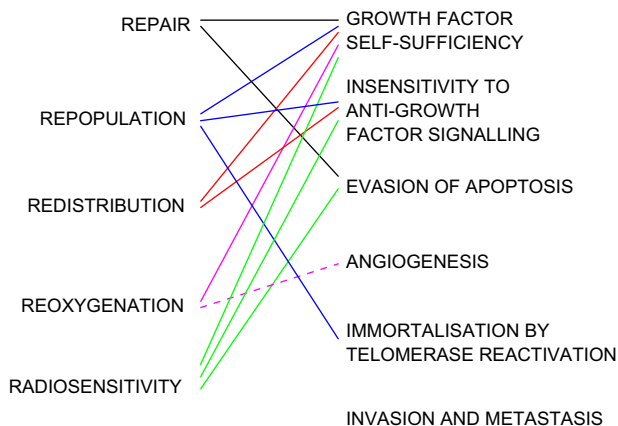 REPAIR
REPOPULATION
REDISTRIBUTION
REOXYGENATION
RADIOSENSITIVITY
GROWTH FACTOR
SELF-SUFFICIENCY
INSENSITIVITY TO
ANTI-GROWTH
FACTOR SIGNALLING
EVASION OF APOPTOSIS
ANGIOGENESIS
IMMORTALISATION BY
TELOMERASE REACTIVATION
INVASION AND METASTASIS